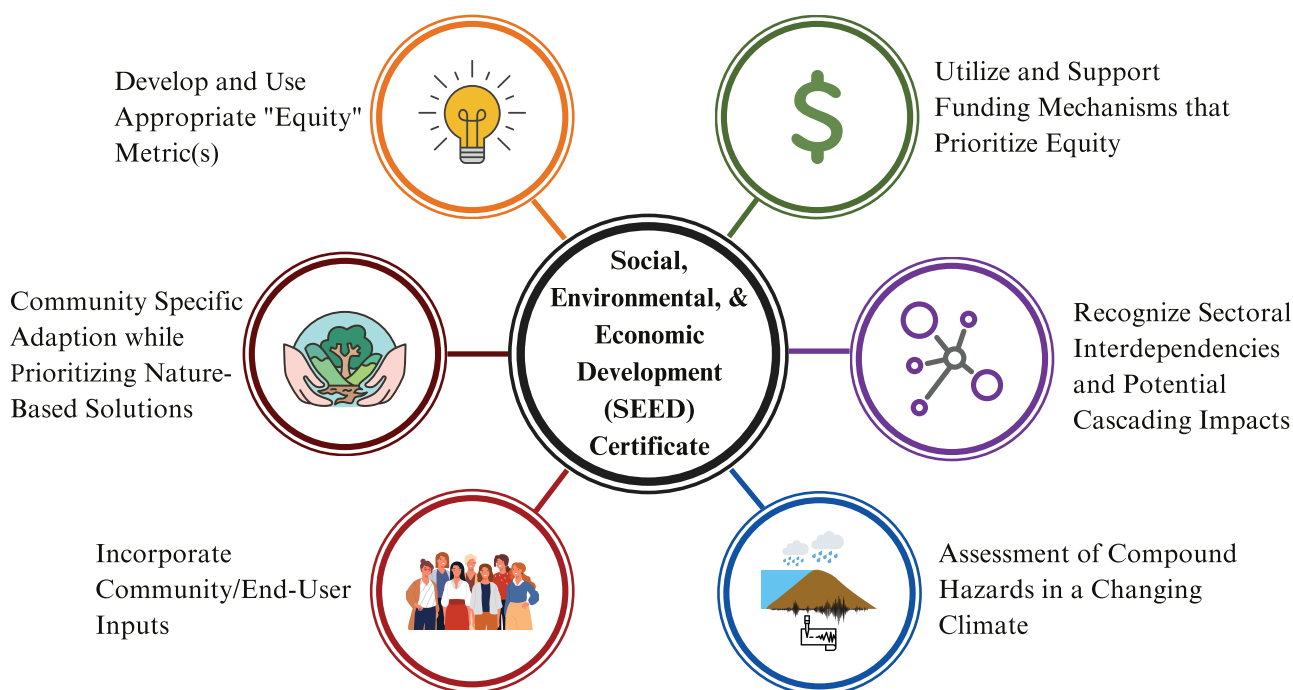 Develop and Use
Appropriate "Equity"
Metric(s)
Utilize and Support
Funding Mechanisms that
Prioritize Equity
Social,
Environmental, &
Economic
Development
(SEED)
Certificate
Community Specific
Adaption while
Prioritizing Nature-
Based Solutions
Recognize Sectoral
Interdependencies
and Potential
Cascading Impacts
Incorporate
Community/End-User
Inputs
Assessment of Compound
Hazards in a Changing
Climate